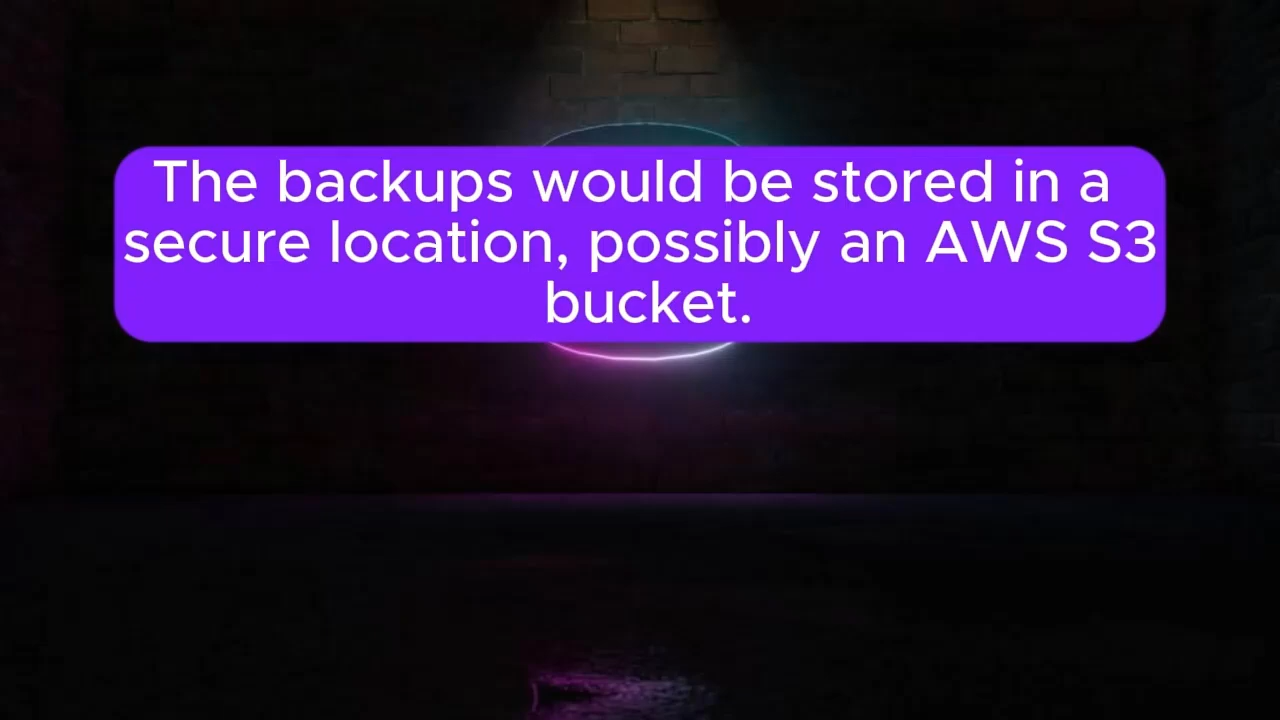 The backups would be stored in a
secure location, possibly an AWS S3
bucket.